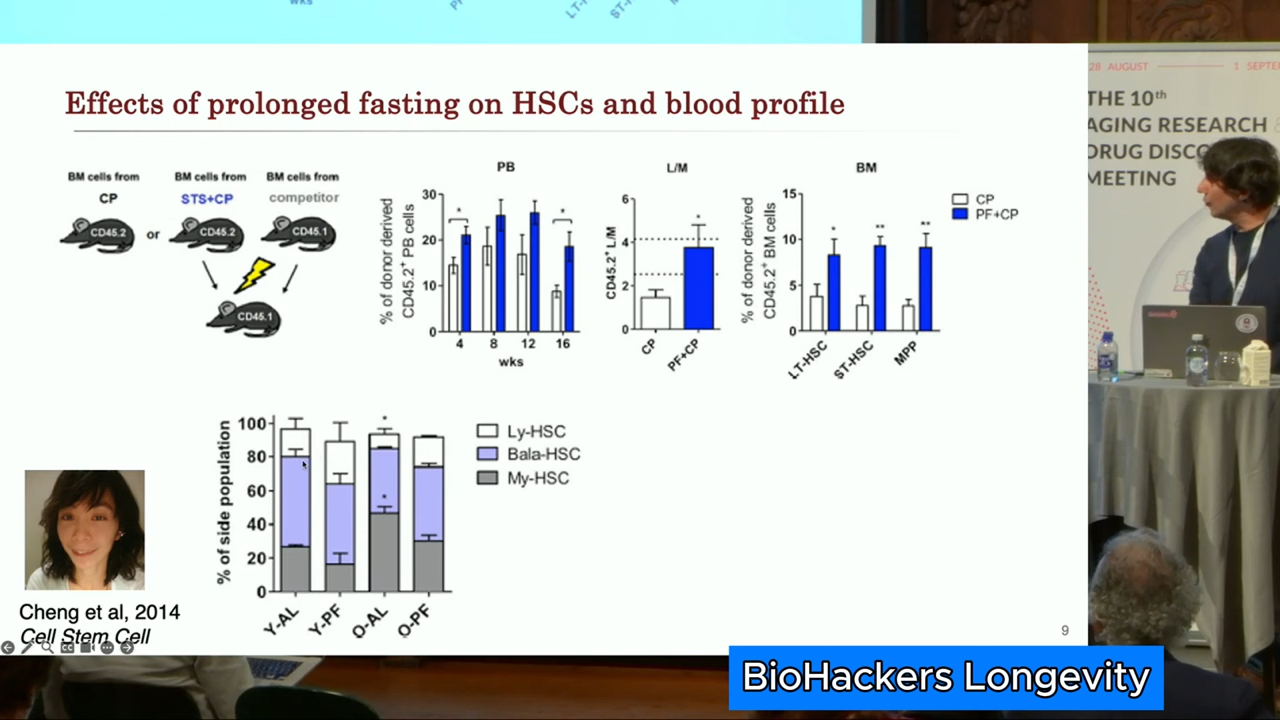 wks
Effects of prolonged fasting on HSCs and blood profile
BM cells from
CP
BM cells from
STS+CP
BM cells from
competitor
CD45.2
or
CD45.2
CD45.1
CD45.1
PB
% of donor derived
CD45.2+ PB cells
30
20
10
0
*
*
4 8 12 16
wks
L/M
CD45.2+ L/M
6
4
2
0
*
CP
PF+CP
BM
% of donor derived
CD45.2+ BM cells
15
10
5
0
*
**
**
LT-HSC
ST-HSC
MPP
CP
PF+CP
% of side population
100
80
60
40
20
0
*
*
Y-AL
Y-PF
O-AL
O-PF
Ly-HSC
Bala-HSC
My-HSC
Cheng et al, 2014
Cell Stem Cell
9
28 AUGUST
1
THE 10th
AGING RESEARCH
MEETING
BioHackers Longevity